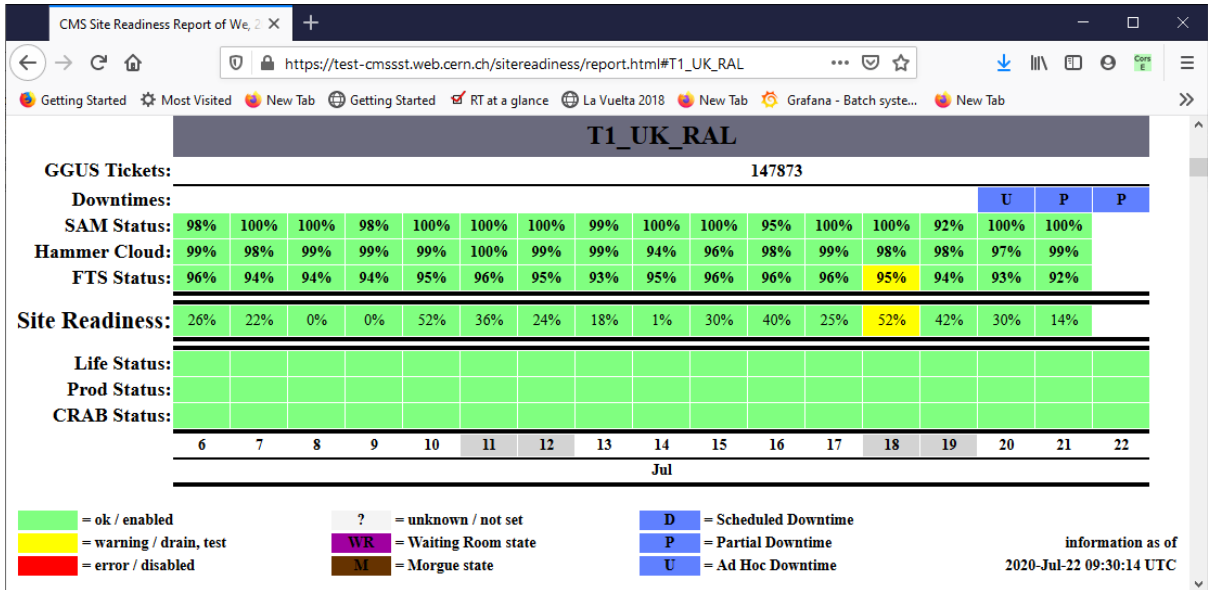 CMS Site Readiness Report of We, 2
https://test-cmssst.web.cern.ch/sitereadiness/report.html#T1_UK_RAL
Cors E
Getting Started Most Visited New Tab Getting Started RT at a glance La Vuelta 2018 New Tab Grafana - Batch syste... New Tab
T1_UK_RAL
GGUS Tickets: 147873
Downtimes: U P P
SAM Status: 98% 100% 100% 98% 100% 100% 100% 99% 100% 100% 95% 100% 100% 92% 100% 100%
Hammer Cloud: 99% 98% 99% 99% 99% 100% 99% 99% 94% 96% 98% 99% 98% 98% 97% 99%
FTS Status: 96% 94% 94% 94% 95% 96% 95% 93% 95% 96% 96% 96% 95% 94% 93% 92%
Site Readiness: 26% 22% 0% 0% 52% 36% 24% 18% 1% 30% 40% 25% 52% 42% 30% 14%
Life Status:
Prod Status:
CRAB Status:
6 7 8 9 10 11 12 13 14 15 16 17 18 19 20 21 22
Jul
= ok / enabled ? = unknown / not set D = Scheduled Downtime
= warning / drain, test WR = Waiting Room state P = Partial Downtime information as of
= error / disabled M = Morgue state U = Ad Hoc Downtime 2020-Jul-22 09:30:14 UTC